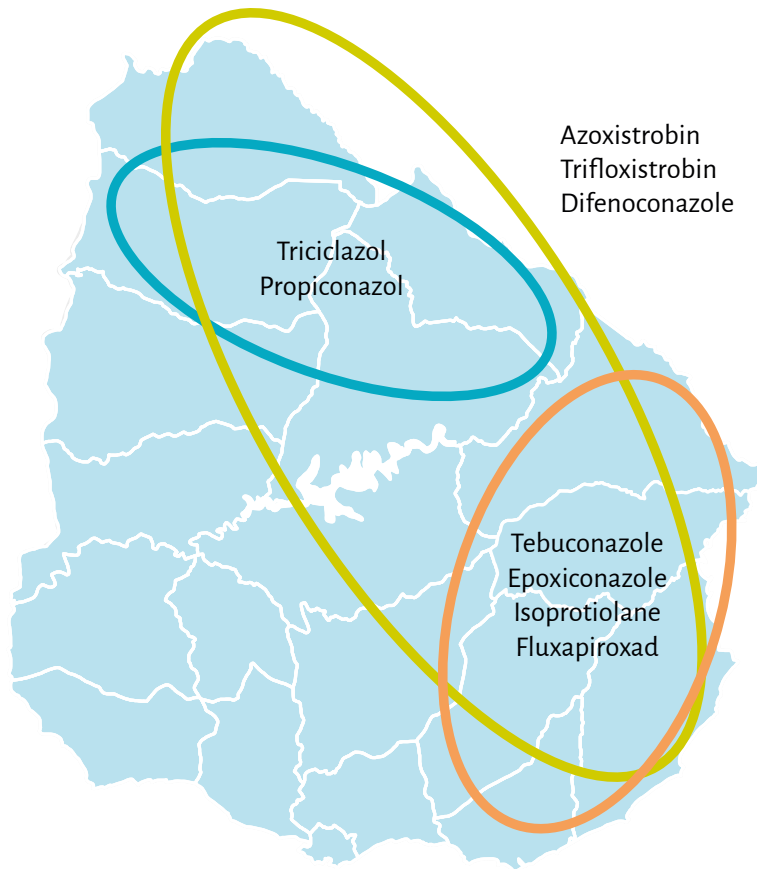 Azoxistrobin
Trifloxistrobin
Difenoconazole
Triciclazol
Propiconazol
Tebuconazole
Epoxiconazole
Isoprotiolane
Fluxapiroxad